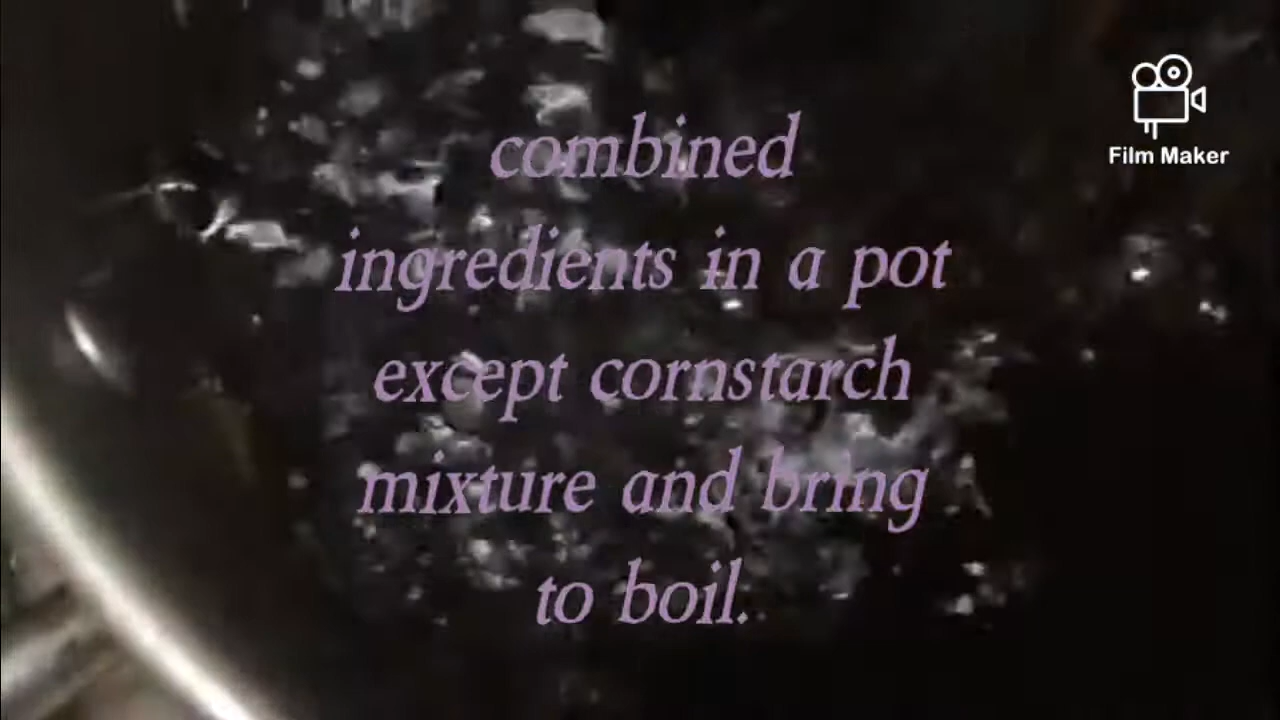 combined
ingredients in a pot
except cornstarch
mixture and bring
to boil.
Film Maker